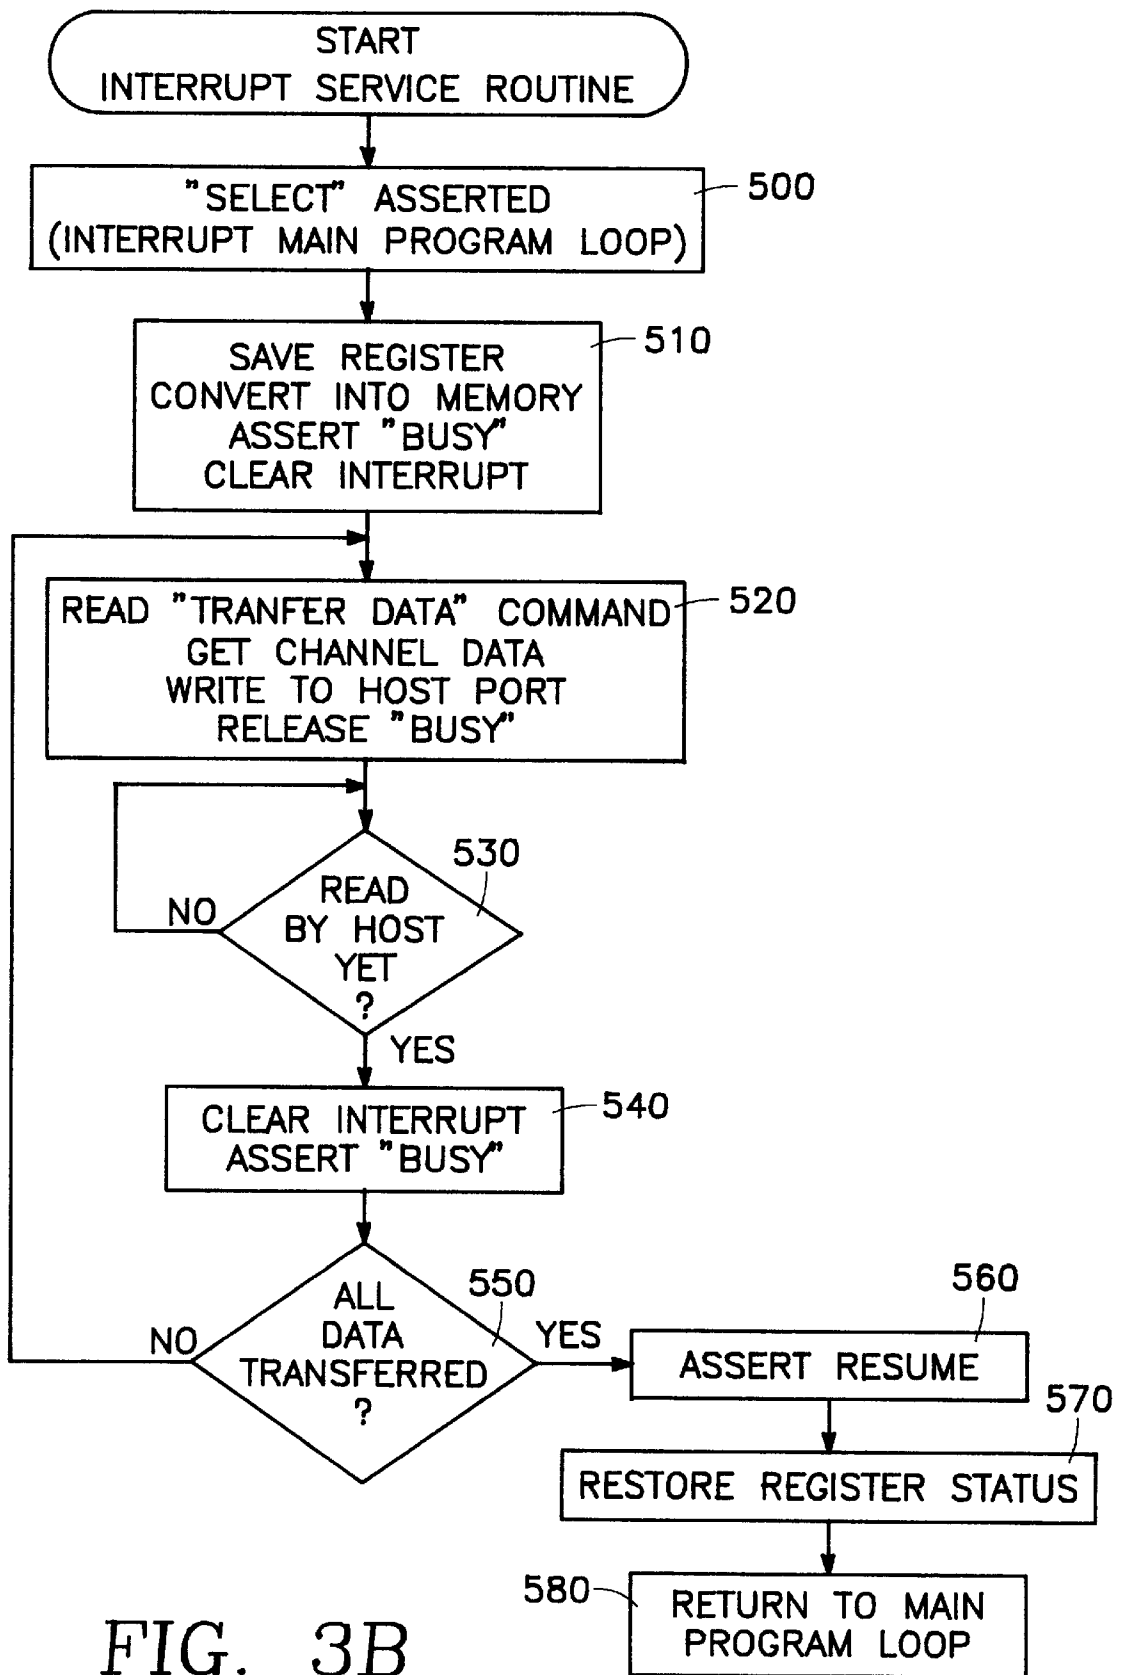 START
INTERRUPT SERVICE ROUTINE
"SELECT" ASSERTED
(INTERRUPT MAIN PROGRAM LOOP)
500
SAVE REGISTER
CONVERT INTO MEMORY
ASSERT "BUSY"
CLEAR INTERRUPT
510
READ "TRANFER DATA" COMMAND
GET CHANNEL DATA
WRITE TO HOST PORT
RELEASE "BUSY"
520
530
READ
BY HOST
YET
?
NO
YES
CLEAR INTERRUPT
ASSERT "BUSY"
540
550
ALL
DATA
TRANSFERRED
?
NO
YES
560
ASSERT RESUME
570
RESTORE REGISTER STATUS
580
RETURN TO MAIN
PROGRAM LOOP
FIG. 3B